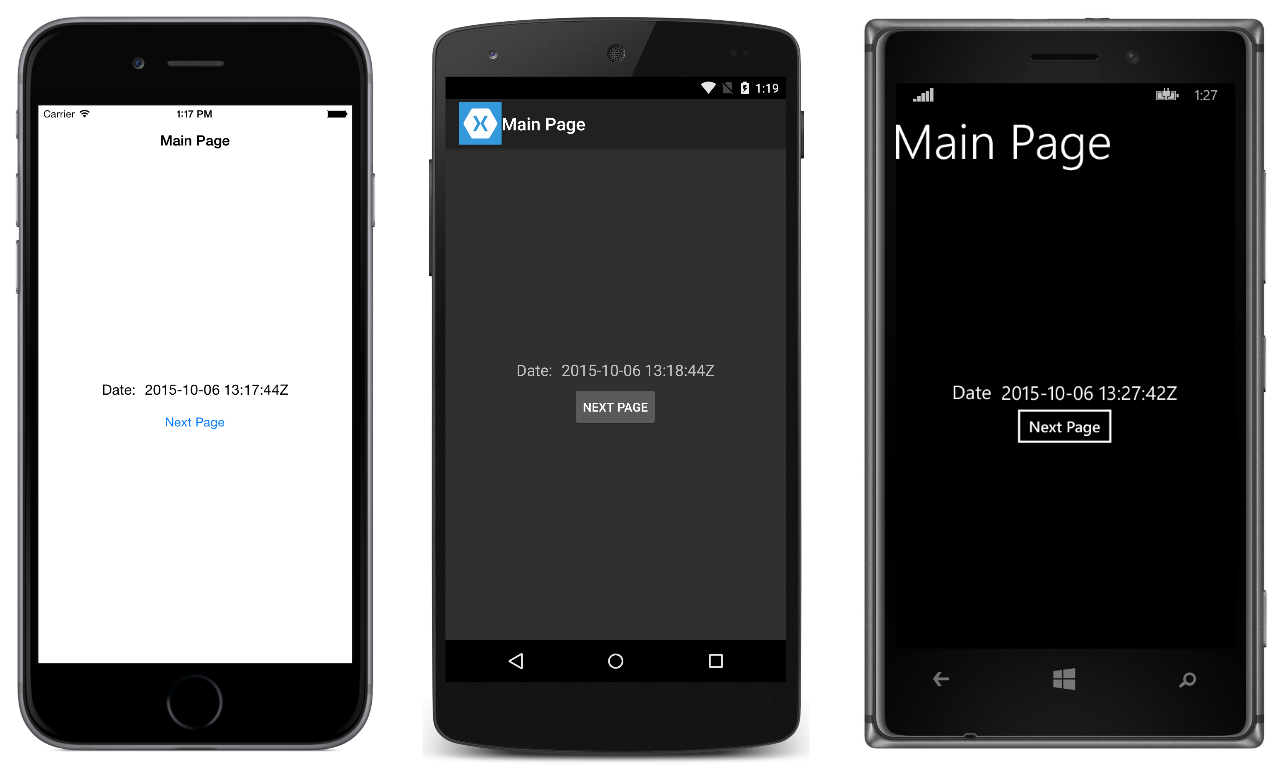 Carrier 1:17 PM
Main Page
Date: 2015-10-06 13:17:44Z
Next Page
1:19
X Main Page
Date: 2015-10-06 13:18:44Z
NEXT PAGE
1:27
Main Page
Date 2015-10-06 13:27:42Z
Next Page